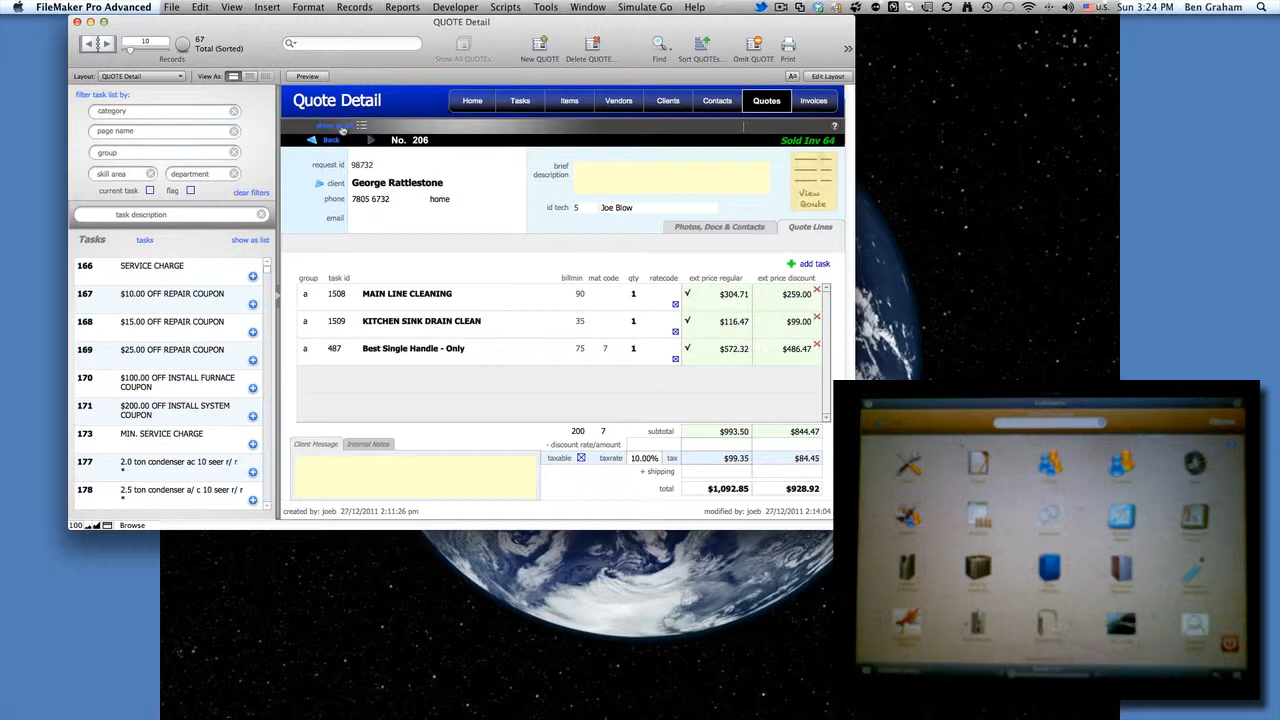 FileMaker Pro Advanced File Edit View Insert Format Records Reports Developer Scripts Tools Window Simulate Go Help
U.S. Sun 3:24 PM Ben Graham
QUOTE Detail
10
67
Total (Sorted)
Records
Show All QUOTEs
New QUOTE
Delete QUOTE...
Find
Sort QUOTEs...
Omit QUOTE
Print
Layout: QUOTE Detail View As: Preview Aa Edit Layout
filter task list by:
category
page name
group
skill area department
current task flag clear filters
task description
Tasks tasks show as list
166 SERVICE CHARGE
167 $10.00 OFF REPAIR COUPON
168 $15.00 OFF REPAIR COUPON
169 $25.00 OFF REPAIR COUPON
170 $100.00 OFF INSTALL FURNACE
COUPON
171 $200.00 OFF INSTALL SYSTEM
COUPON
173 MIN. SERVICE CHARGE
177 2.0 ton condenser ac 10 seer r/ r
*
178 2.5 ton condenser a/ c 10 seer r/ r
*
100 Browse
Quote Detail
Home Tasks Items Vendors Clients Contacts Quotes Invoices
show as list ?
Back No. 206 Sold Inv 64
request id 98732
client George Rattlestone
phone 7805 6732 home
email
brief
description
id tech 5 Joe Blow
View
Qoute
Photos, Docs & Contacts Quote Lines
add task
group task id billmin mat code qty ratecode ext price regular ext price discount
a 1508 MAIN LINE CLEANING 90 1 √ $304.71 $259.00
a 1509 KITCHEN SINK DRAIN CLEAN 35 1 √ $116.47 $99.00
a 487 Best Single Handle - Only 75 7 1 √ $572.32 $486.47
200 7 subtotal $993.50 $844.47
Client Message Internal Notes
- discount rate/amount
taxable taxrate 10.00% tax $99.35 $84.45
+ shipping
total $1,092.85 $928.92
created by: joeb 27/12/2011 2:11:26 pm
modified by: joeb 27/12/2011 2:14:04